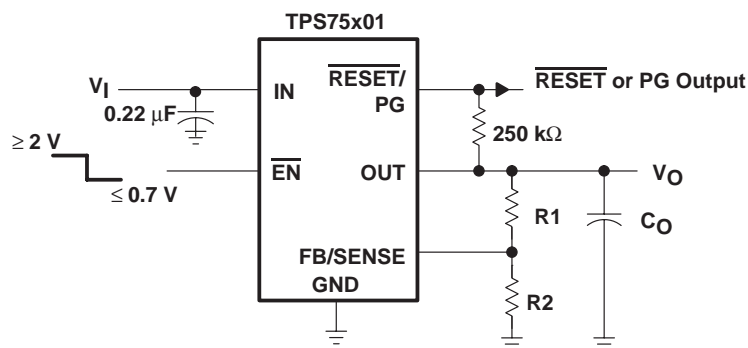 TPS75x01
V_I
0.22 μF
IN
RESET/
PG
RESET or PG Output
250 kΩ
≥ 2 V
≤ 0.7 V
EN
OUT
V_O
R1
C_O
FB/SENSE
GND
R2